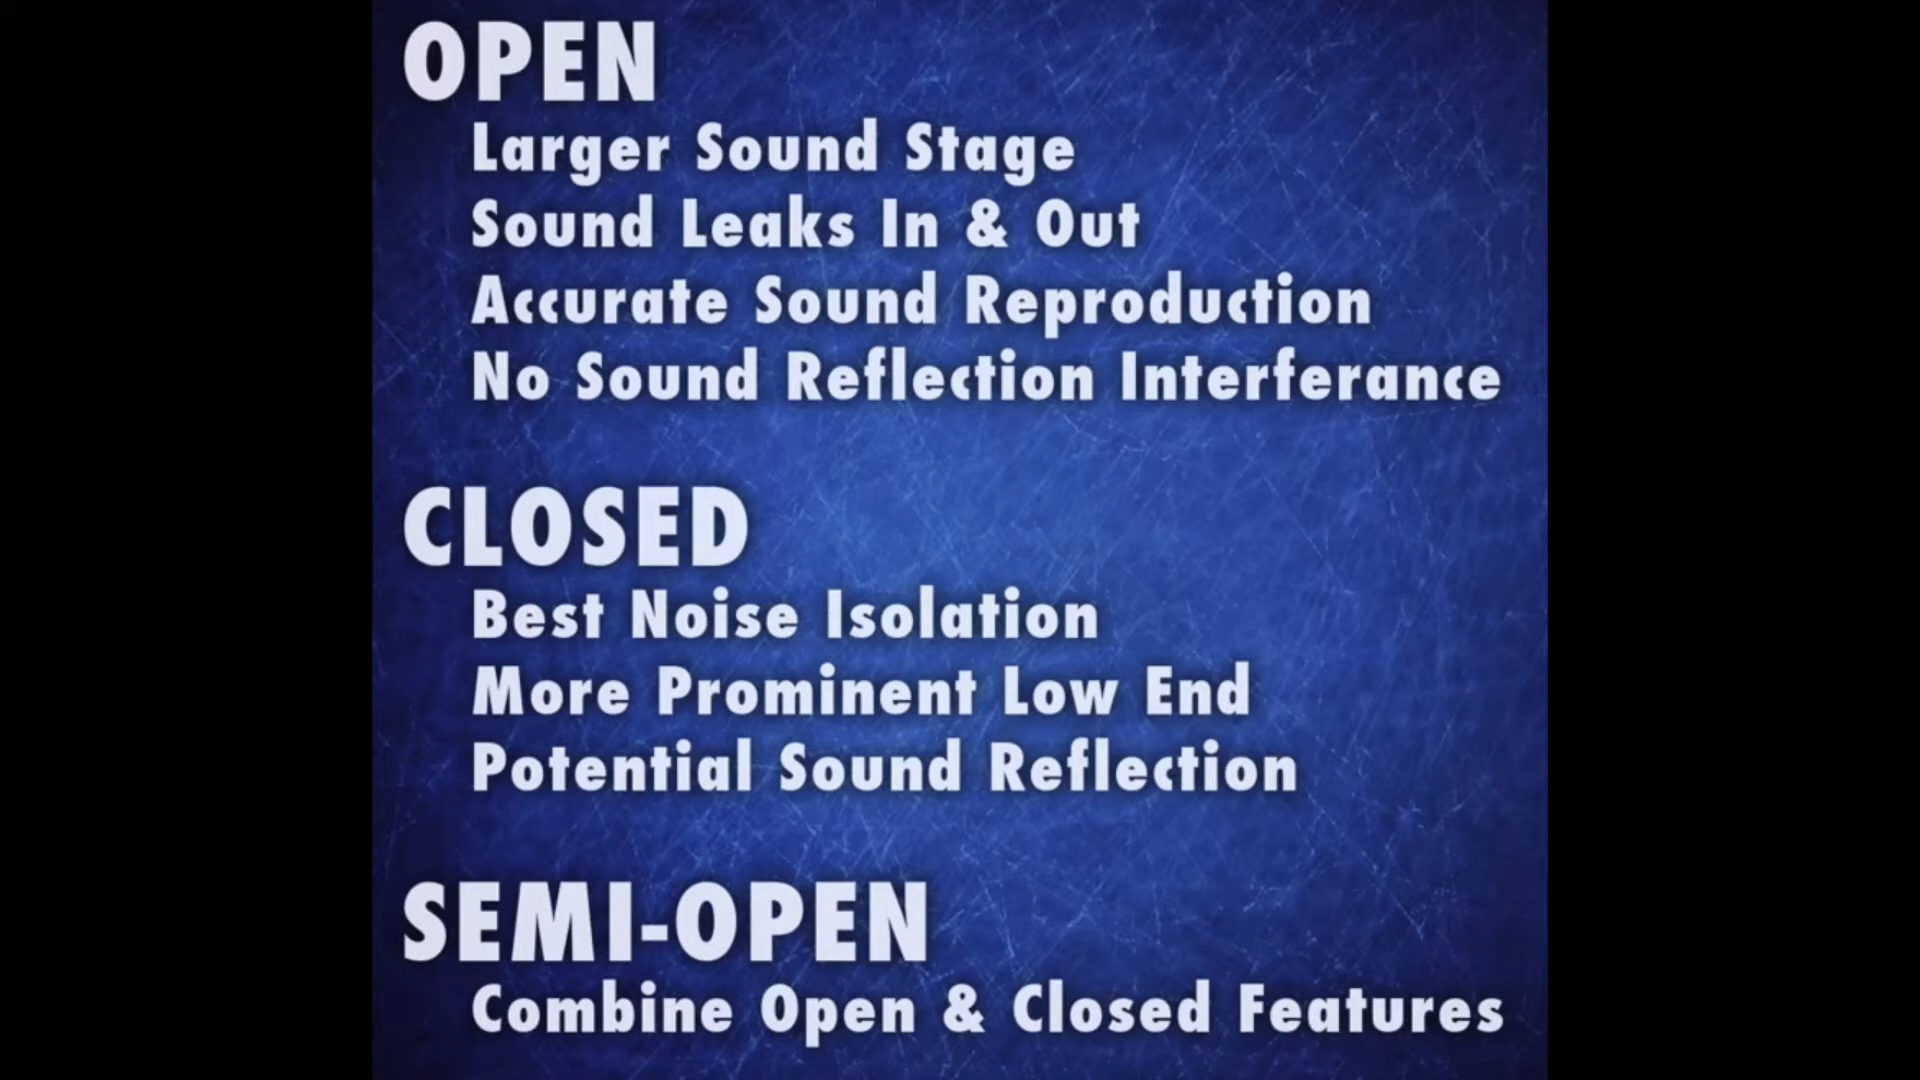 OPEN
Larger Sound Stage
Sound Leaks In & Out
Accurate Sound Reproduction
No Sound Reflection Interferance
CLOSED
Best Noise Isolation
More Prominent Low End
Potential Sound Reflection
SEMI-OPEN
Combine Open & Closed Features